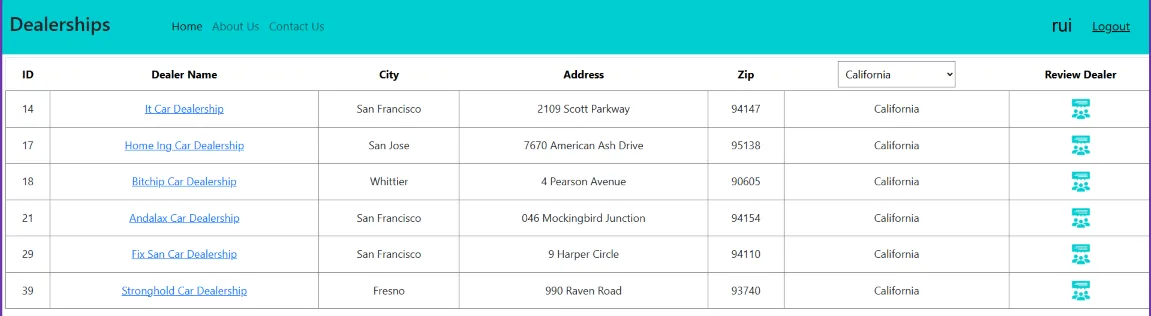 Dealerships Home About Us Contact Us rui Logout
ID Dealer Name City Address Zip California Review Dealer
14 It Car Dealership San Francisco 2109 Scott Parkway 94147 California
17 Home Ing Car Dealership San Jose 7670 American Ash Drive 95138 California
18 Bitchip Car Dealership Whittier 4 Pearson Avenue 90605 California
21 Andalax Car Dealership San Francisco 046 Mockingbird Junction 94154 California
29 Fix San Car Dealership San Francisco 9 Harper Circle 94110 California
39 Stronghold Car Dealership Fresno 990 Raven Road 93740 California